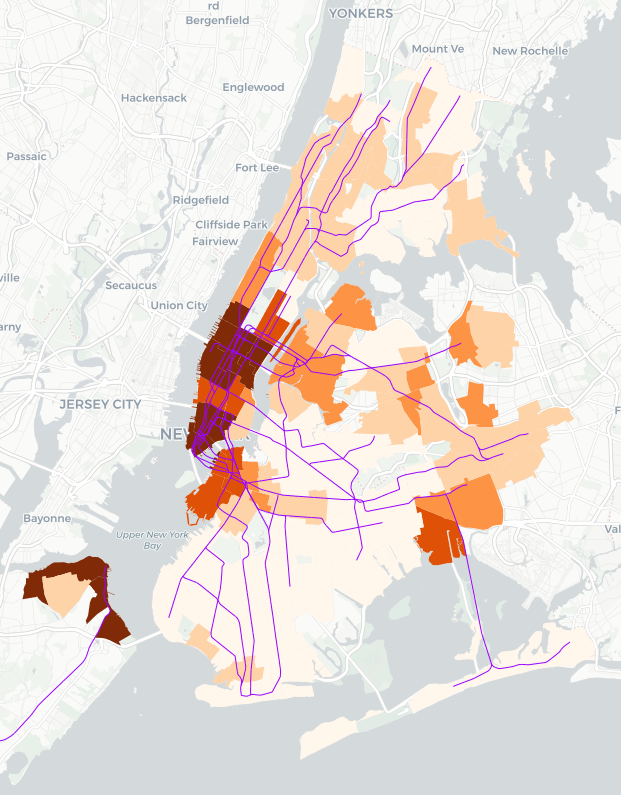 rd
Bergenfield
YONKERS
Mount Ve
New Rochelle
Englewood
Hackensack
Passaic
Fort Lee
Ridgefield
Cliffside Park
Fairview
ville
Secaucus
Union City
arny
JERSEY CITY
F
NE
K
Bayonne
Upper New York
Bay
Val